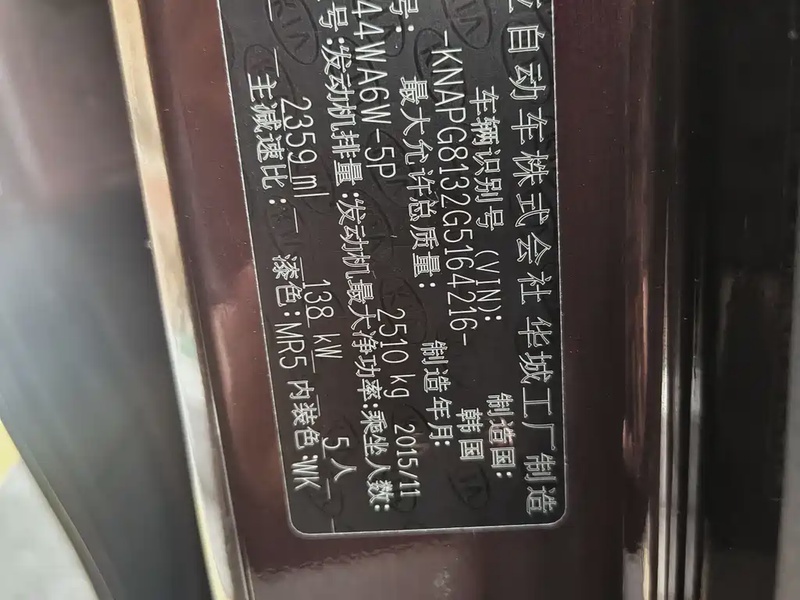 自动车株式会社 华城工厂制造
车辆识别号 (VIN): 制造国:
-KNAPG8132G5164216- 韩国
最大允许总质量: 制造年月:
号: 2510 kg 2015/11
44WA6W-5P
号:发动机排量:发动机最大净功率:乘坐人数:
2359 ml 138 kW 5人
主减速比:— 漆色:MR5 内装色:WK